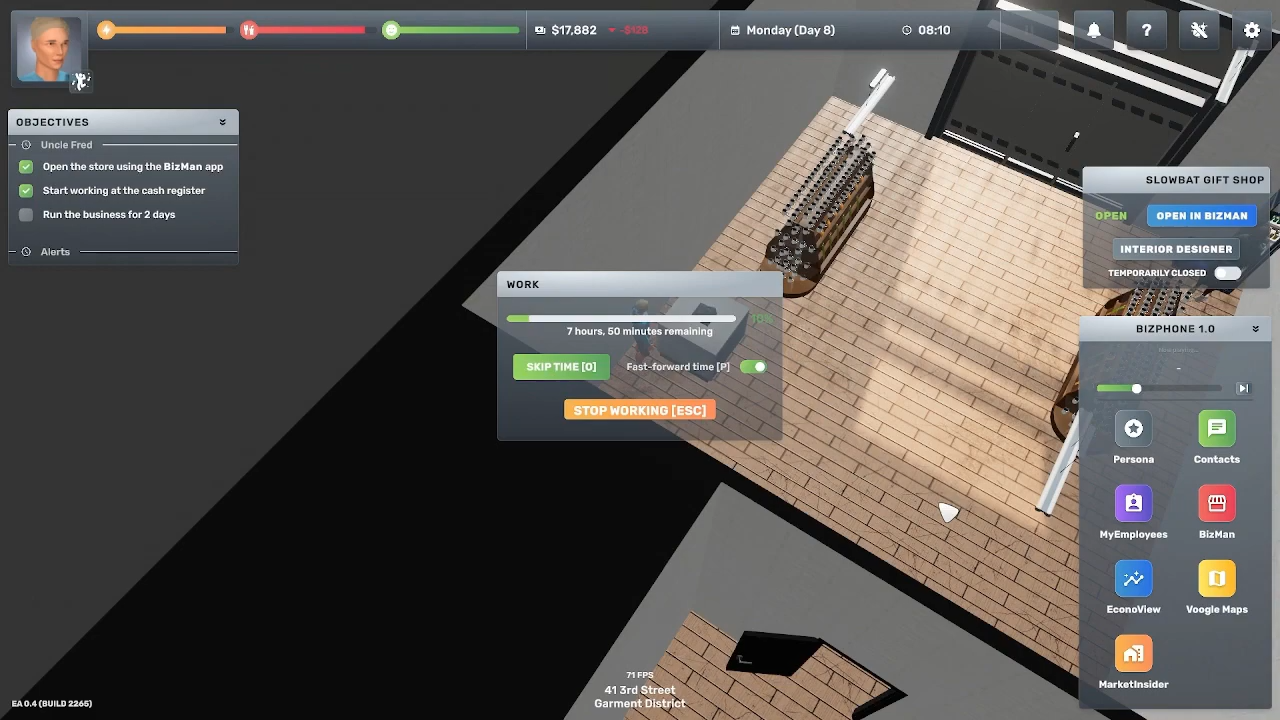 $17,882
-$128
Monday (Day 8)
08:10
?
OBJECTIVES
Uncle Fred
Open the store using the BizMan app
Start working at the cash register
Run the business for 2 days
Alerts
SLOWBAT GIFT SHOP
OPEN
OPEN IN BIZMAN
INTERIOR DESIGNER
TEMPORARILY CLOSED
WORK
10%
7 hours, 50 minutes remaining
SKIP TIME [O]
Fast-forward time [P]
STOP WORKING [ESC]
BIZPHONE 1.0
Now playing...
-
Persona
Contacts
MyEmployees
BizMan
EconoView
Voogle Maps
MarketInsider
71 FPS
41 3rd Street
Garment District
EA 0.4 (BUILD 2265)